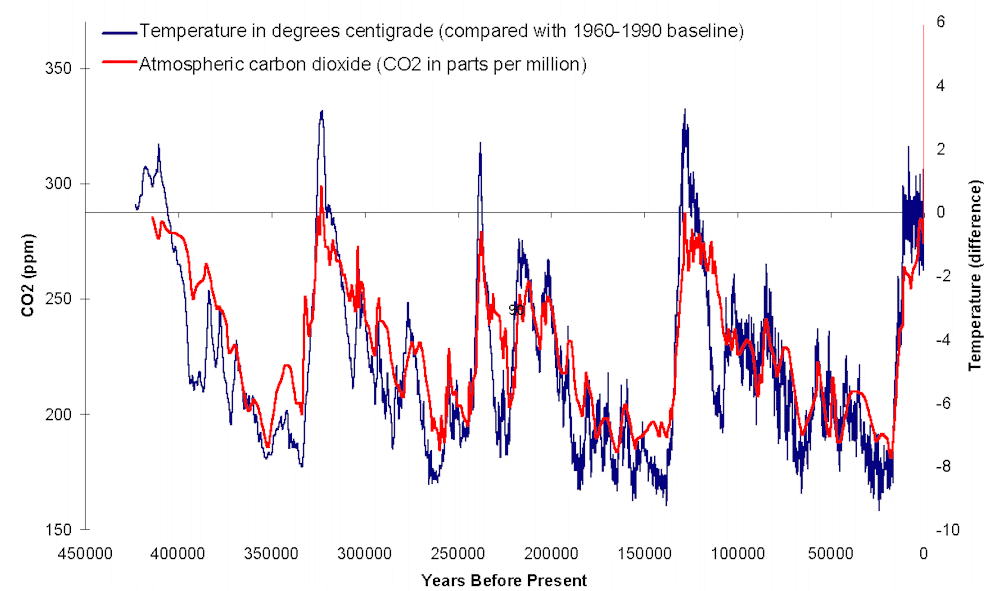 Temperature in degrees centigrade (compared with 1960-1990 baseline)
Atmospheric carbon dioxide (CO2 in parts per million)
CO2 (ppm)
350
300
250
200
150
6
4
2
0
-2
-4
-6
-8
-10
Temperature (difference)
98
450000 400000 350000 300000 250000 200000 150000 100000 50000 0
Years Before Present